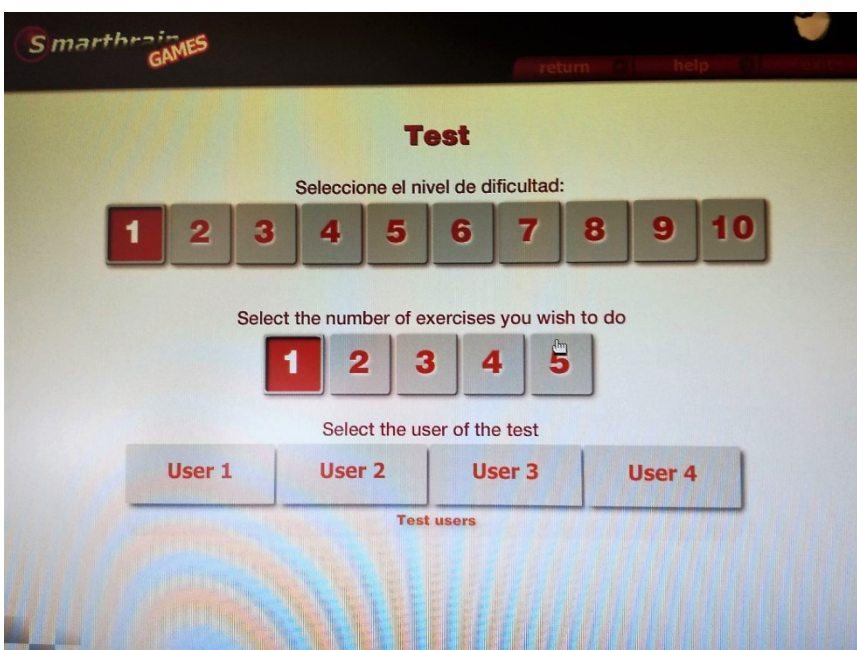 Smartbrain
GAMES
return help exit
Test
Seleccione el nivel de dificultad:
1 2 3 4 5 6 7 8 9 10
Select the number of exercises you wish to do
1 2 3 4 5
Select the user of the test
User 1 User 2 User 3 User 4
Test users